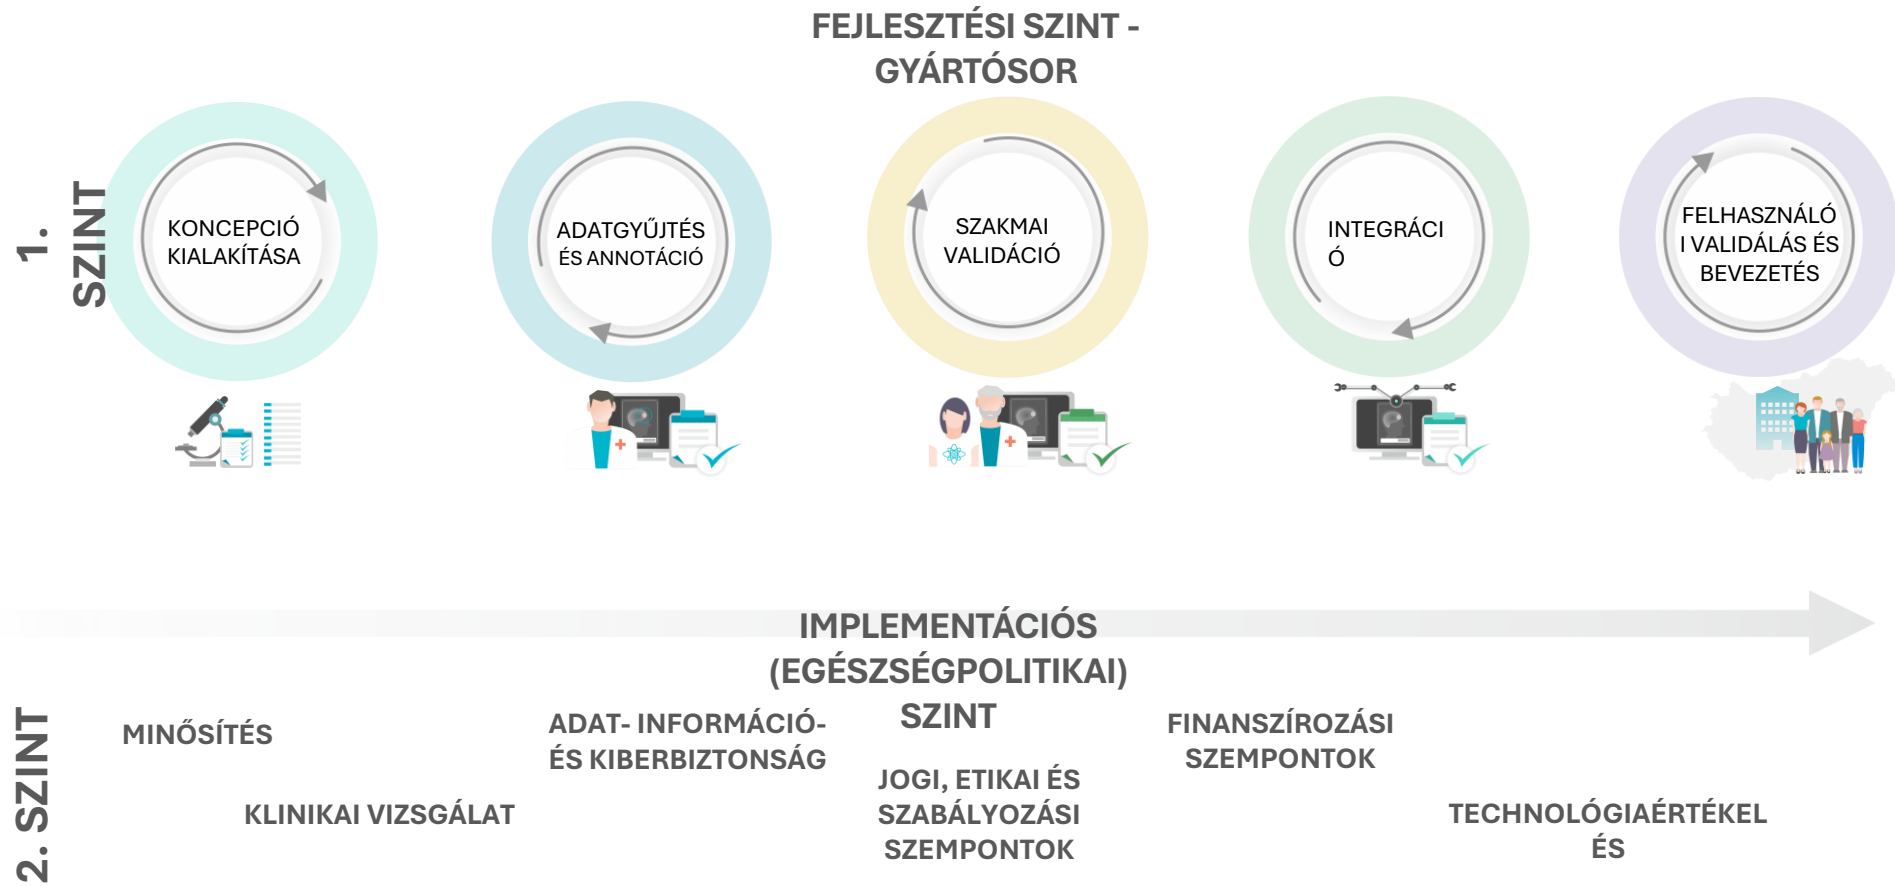 FEJLESZTÉSI SZINT -
GYÁRTÓSOR
1.
SZINT
KONCEPCIÓ
KIALAKÍTÁSA
ADATGYŰJTÉS
ÉS ANNOTÁCIÓ
SZAKMAI
VALIDÁCIÓ
INTEGRÁCI
Ó
FELHASZNÁLÓ
I VALIDÁLÁS ÉS
BEVEZETÉS
IMPLEMENTÁCIÓS
(EGÉSZSÉGPOLITIKAI)
SZINT
2. SZINT
MINŐSÍTÉS
KLINIKAI VIZSGÁLAT
ADAT- INFORMÁCIÓ-
ÉS KIBERBIZTONSÁG
JOGI, ETIKAI ÉS
SZABÁLYOZÁSI
SZEMPONTOK
FINANSZÍROZÁSI
SZEMPONTOK
TECHNOLÓGIAÉRTÉKEL
ÉS